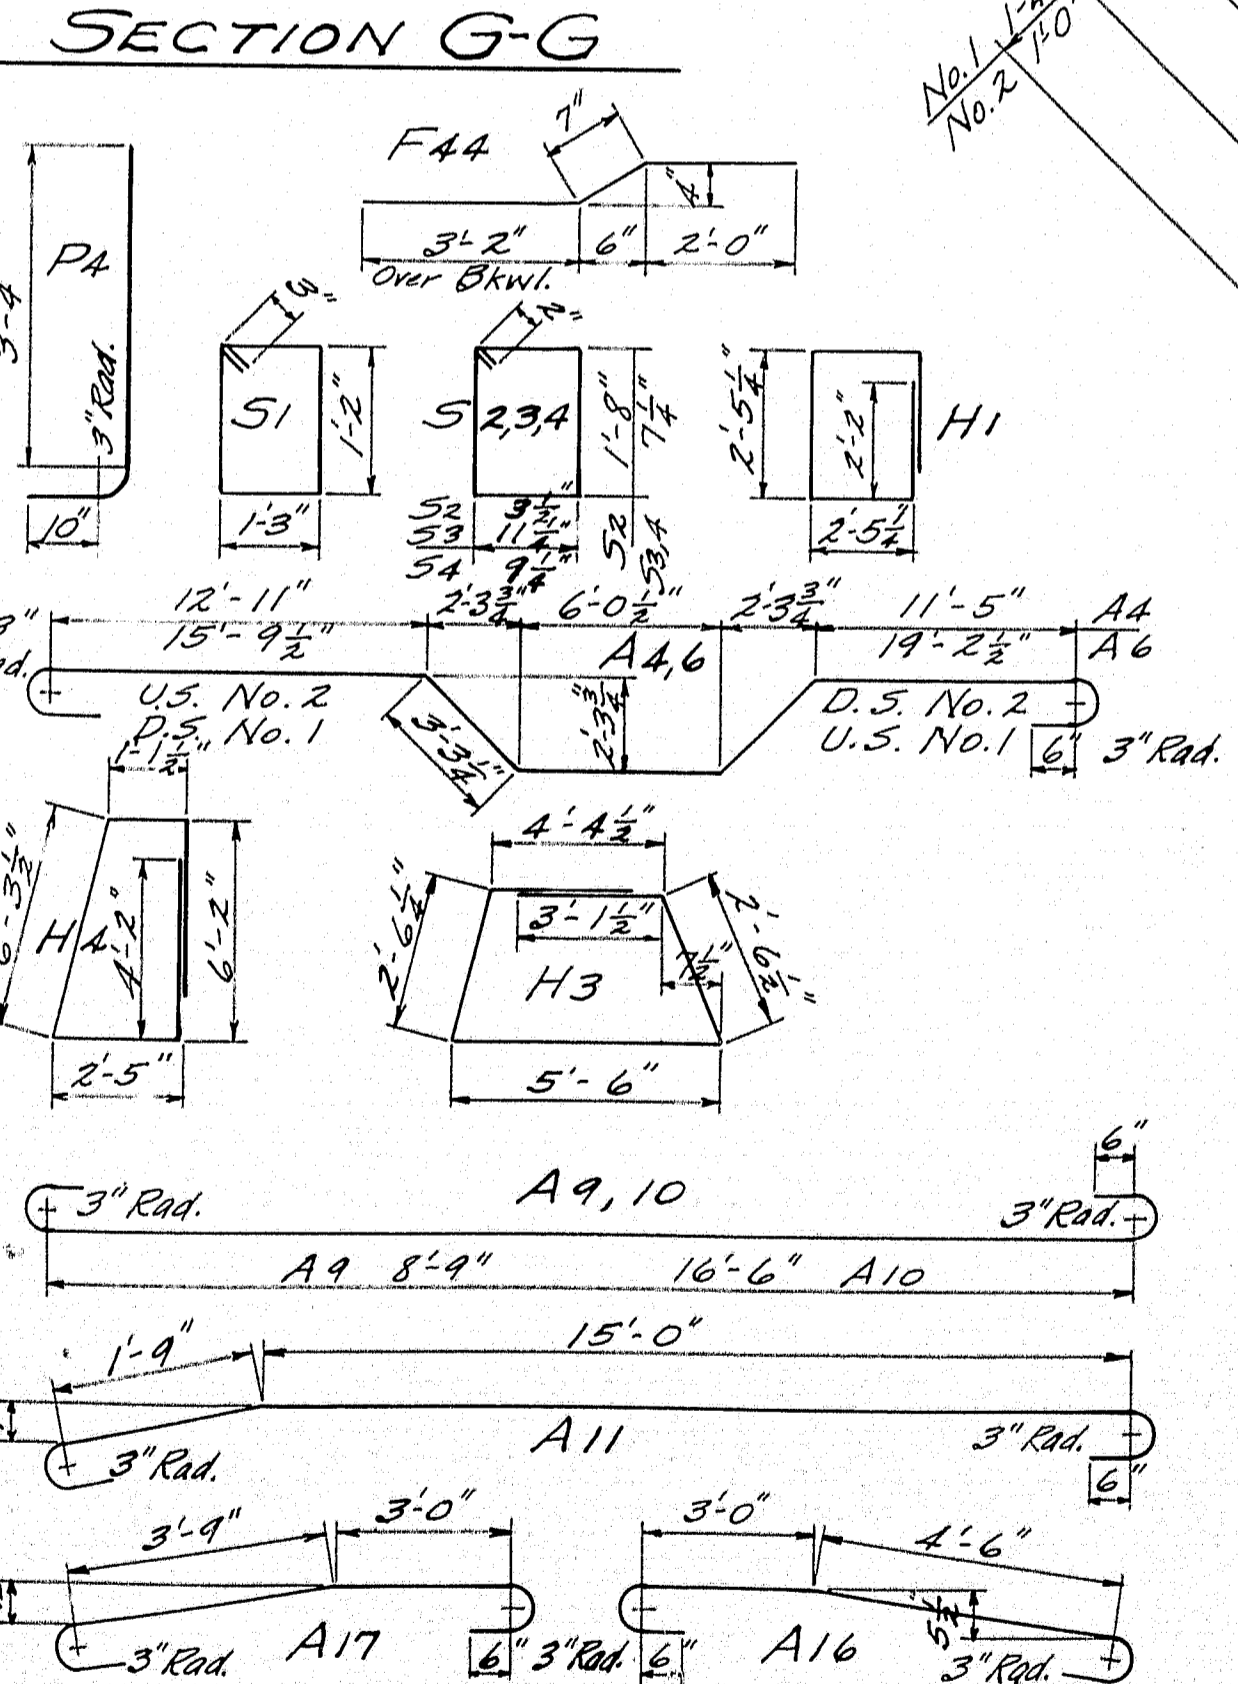 SECTION G-G
No. 1
No. 2
1'-0
F44
7"
4"
3'-2"
6"
2'-0"
Over Bkwl.
P4
3-4
3" Rad.
10"
S1
3"
1'-2"
1'-3"
S 2,3,4
2"
1'-8"
7 1/4"
S2 3 1/2"
S3 11 1/4"
S4 9 1/4"
S2
S3,4
H1
2'-5 1/4"
2'-2"
2'-5 1/4"
12'-11"
15'-9 1/2"
2'-3 3/4"
6'-0 1/2"
2'-3 3/4"
11'-5" A4
19'-2 1/2" A6
A4,6
U.S. No. 2
D.S. No. 1
3'-3 1/4"
2'-3 3/4"
D.S. No. 2
U.S. No. 1
6"
3" Rad.
1'-1 1/2"
6'-3 1/2"
H4
4'-2"
6'-2"
2'-5"
4'-4 1/2"
2'-6 1/4"
3'-1 1/2"
7 1/2"
2'-6 1/2"
H3
5'-6"
A9,10
6"
3" Rad.
3" Rad.
A9 8'-9"
16'-6" A10
1'-9"
15'-0"
A11
3" Rad.
3" Rad.
6"
3'-9"
3'-0"
A17
3" Rad.
6"
3" Rad.
3'-0"
4'-6"
5 1/2"
A16
6"
3" Rad.